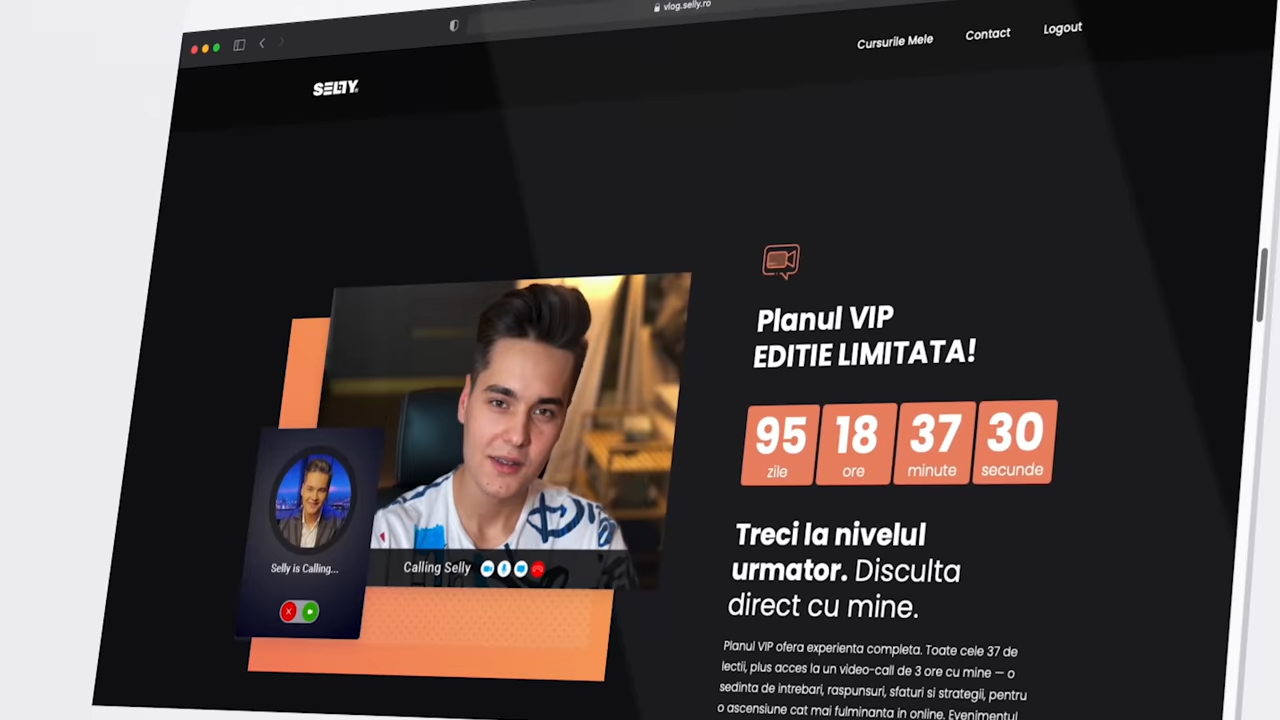 vlog.selly.ro
Cursurile Mele
Contact
Logout
SELTY
Planul VIP
EDITIE LIMITATA!
95
18
37
30
zile
ore
minute
secunde
Treci la nivelul
urmator. Disculta
direct cu mine.
Selly is Calling...
Calling Selly
Planul VIP ofera experienta completa. Toate cele 37 de
lectii, plus acces la un video-call de 3 ore cu mine — o
sedinta de intrebari, raspunsuri, sfaturi si strategii, pentru
o ascensiune cat mai fulminanta in online. Evenimentul